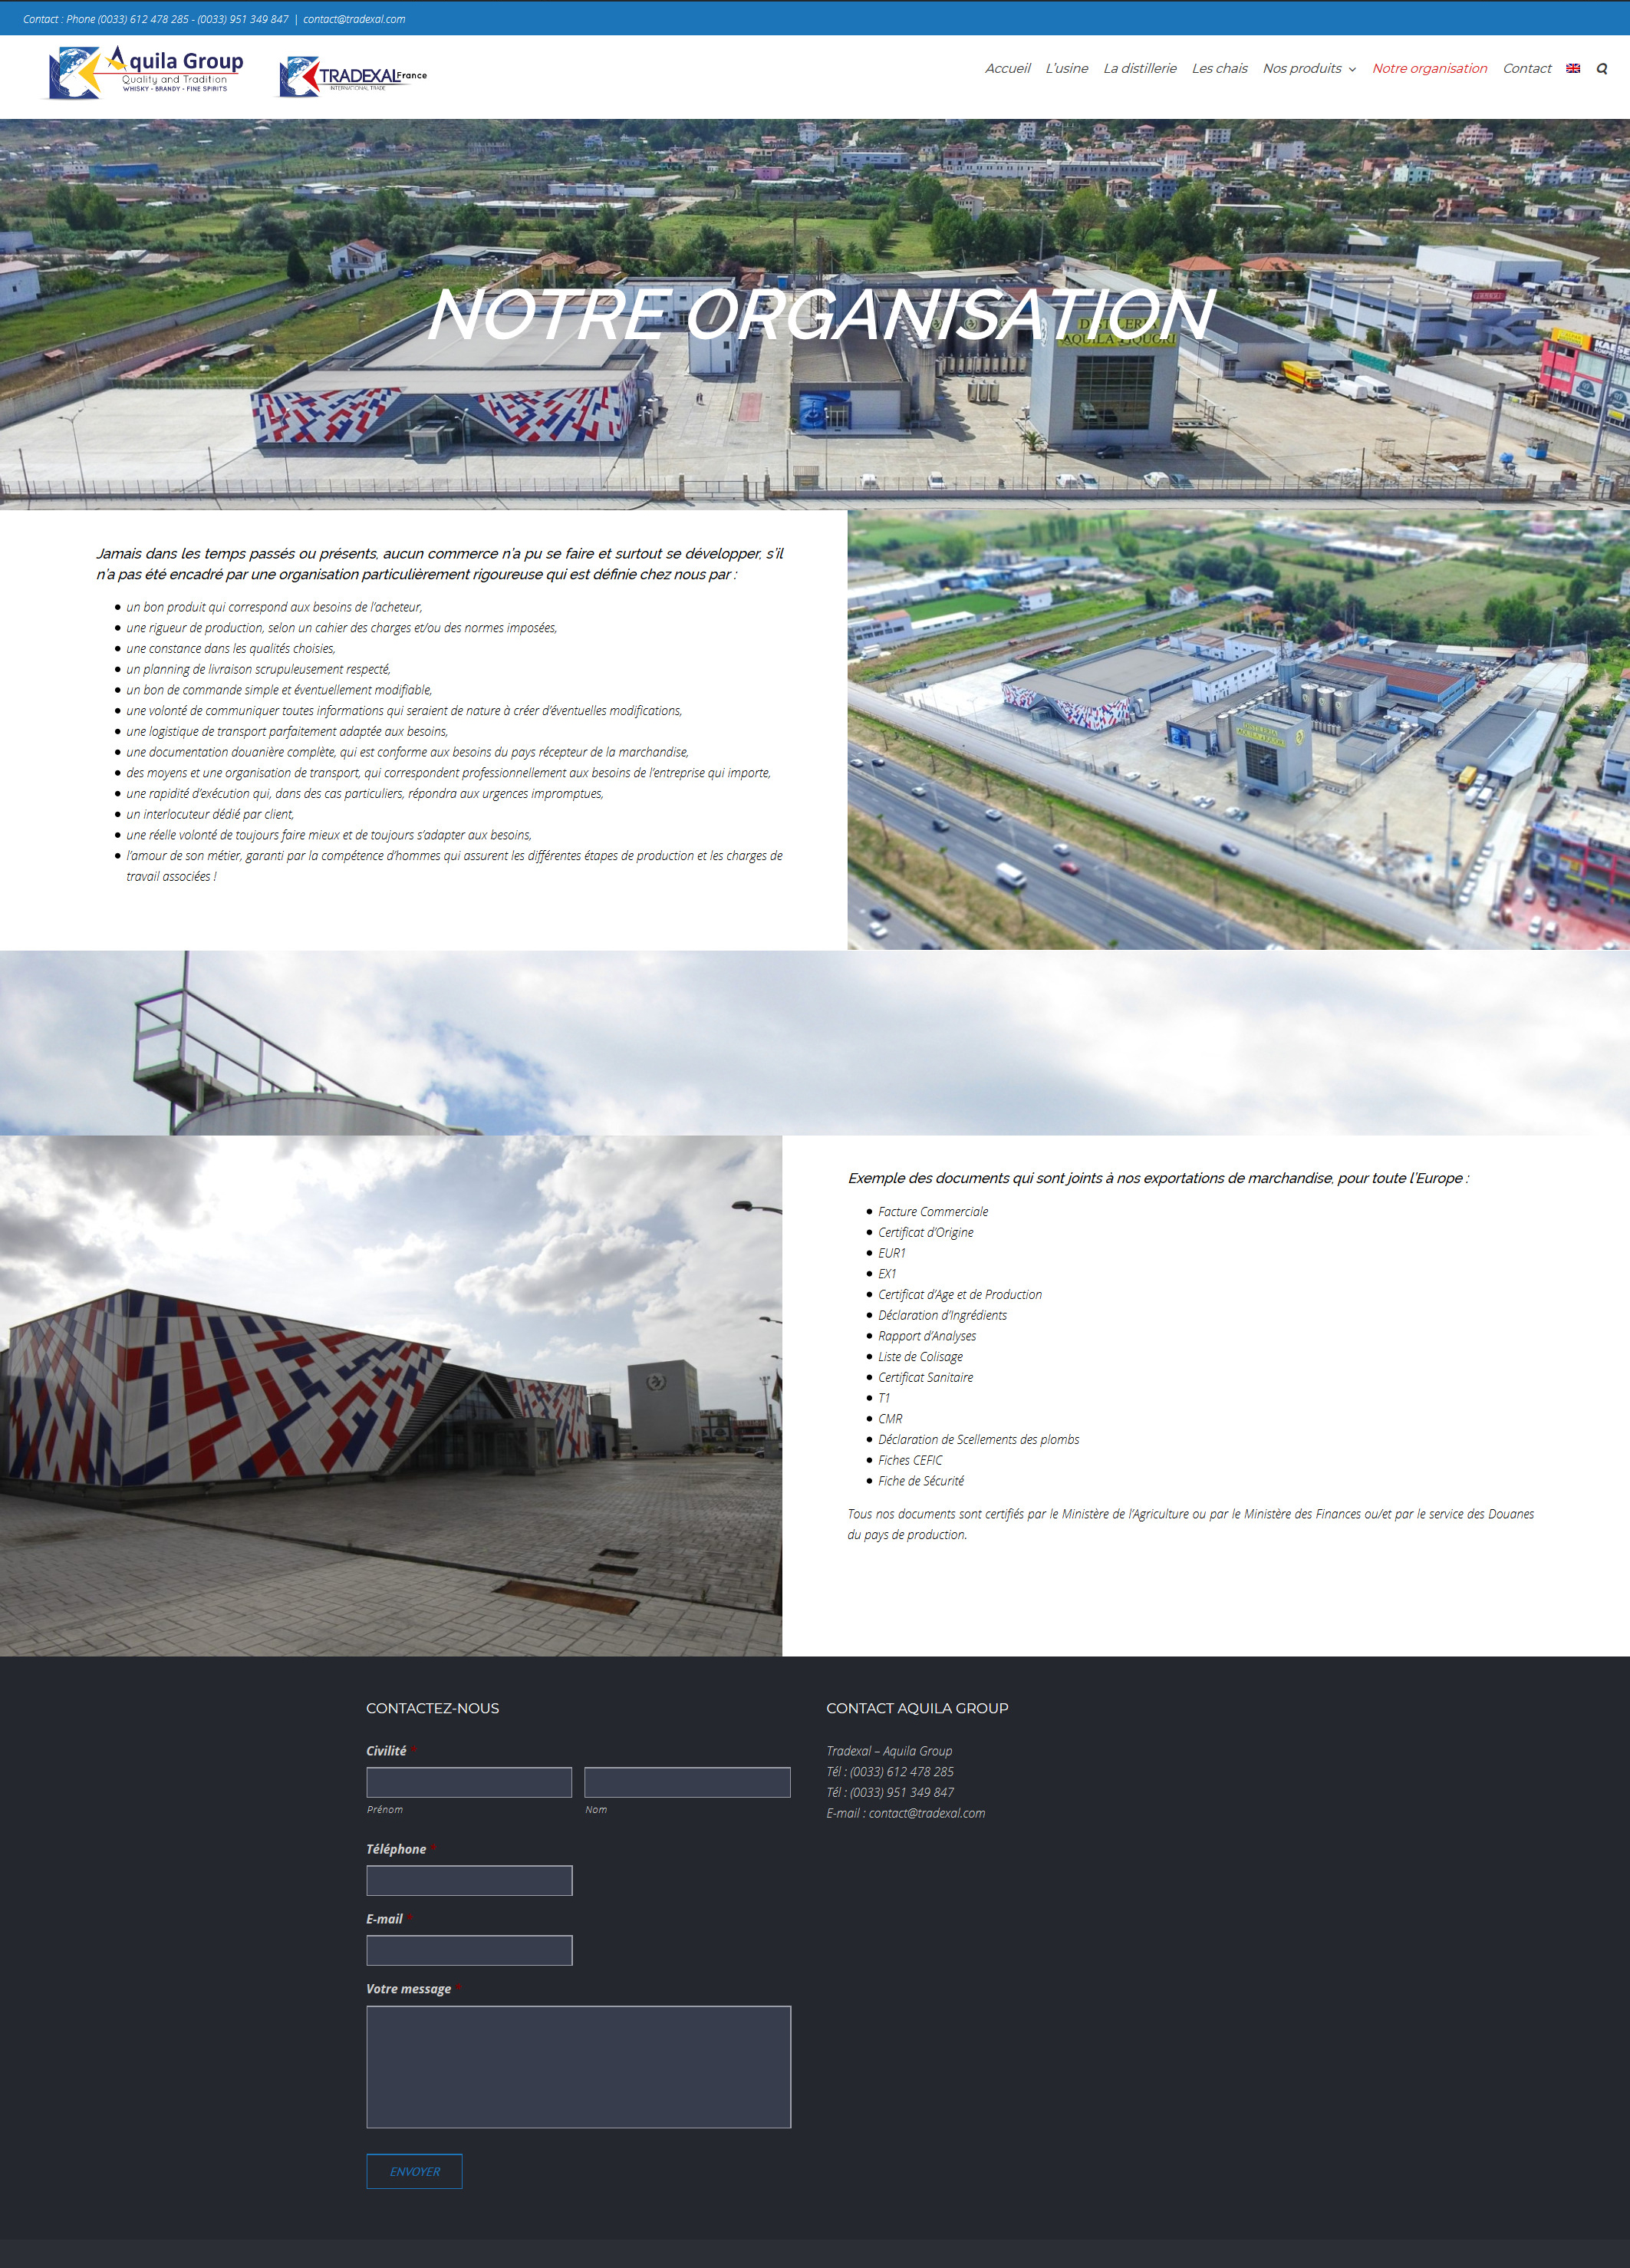 Contact : Phone (0033) 612 478 285 - (0033) 951 349 847 | contact@tradexal.com
Aquila Group
Quality and Tradition
WHISKY - BRANDY - FINE SPIRITS
TRADEXAL France
INTERNATIONAL TRADE
Accueil L'usine La distillerie Les chais Nos produits Notre organisation Contact
NOTRE ORGANISATION
DISTILERIA
AQUILA LIQUORI
Jamais dans les temps passés ou présents, aucun commerce n'a pu se faire et surtout se développer, s'il
n'a pas été encadré par une organisation particulièrement rigoureuse qui est définie chez nous par :
un bon produit qui correspond aux besoins de l'acheteur,
une rigueur de production, selon un cahier des charges et/ou des normes imposées,
une constance dans les qualités choisies,
un planning de livraison scrupuleusement respecté,
un bon de commande simple et éventuellement modifiable,
une volonté de communiquer toutes informations qui seraient de nature à créer d'éventuelles modifications,
une logistique de transport parfaitement adaptée aux besoins,
une documentation douanière complète, qui est conforme aux besoins du pays récepteur de la marchandise,
des moyens et une organisation de transport, qui correspondent professionnellement aux besoins de l'entreprise qui importe,
une rapidité d'exécution qui, dans des cas particuliers, répondra aux urgences impromptues,
un interlocuteur dédié par client,
une réelle volonté de toujours faire mieux et de toujours s'adapter aux besoins,
l'amour de son métier, garanti par la compétence d'hommes qui assurent les différentes étapes de production et les charges de
travail associées !
Exemple des documents qui sont joints à nos exportations de marchandise, pour toute l'Europe :
Facture Commerciale
Certificat d'Origine
EUR1
EX1
Certificat d'Age et de Production
Déclaration d'Ingrédients
Rapport d'Analyses
Liste de Colisage
Certificat Sanitaire
T1
CMR
Déclaration de Scellements des plombs
Fiches CEFIC
Fiche de Sécurité
Tous nos documents sont certifiés par le Ministère de l'Agriculture ou par le Ministère des Finances ou/et par le service des Douanes
du pays de production.
CONTACTEZ-NOUS
Civilité *
Prénom Nom
Téléphone *
E-mail *
Votre message *
ENVOYER
CONTACT AQUILA GROUP
Tradexal – Aquila Group
Tél : (0033) 612 478 285
Tél : (0033) 951 349 847
E-mail : contact@tradexal.com